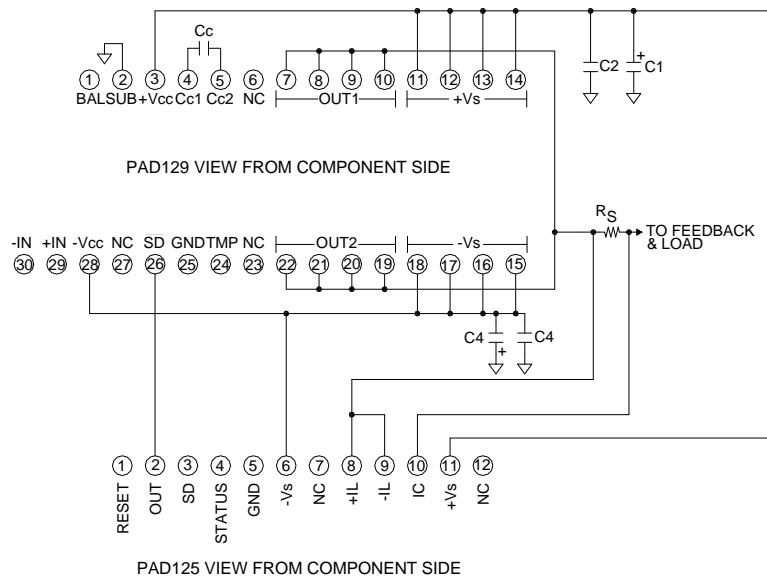 Cc
1 2 3 4 5 6 7 8 9 10 11 12 13 14
C2 + C1
BAL SUB +Vcc Cc1 Cc2 NC OUT1 +Vs
PAD129 VIEW FROM COMPONENT SIDE
RS
TO FEEDBACK
& LOAD
-IN +IN -Vcc NC SD GND TMP NC OUT2 -Vs
30 29 28 27 26 25 24 23 22 21 20 19 18 17 16 15
C4 + C4
1 2 3 4 5 6 7 8 9 10 11 12
RESET OUT SD STATUS GND -Vs NC +IL -IL IC +Vs NC
PAD125 VIEW FROM COMPONENT SIDE